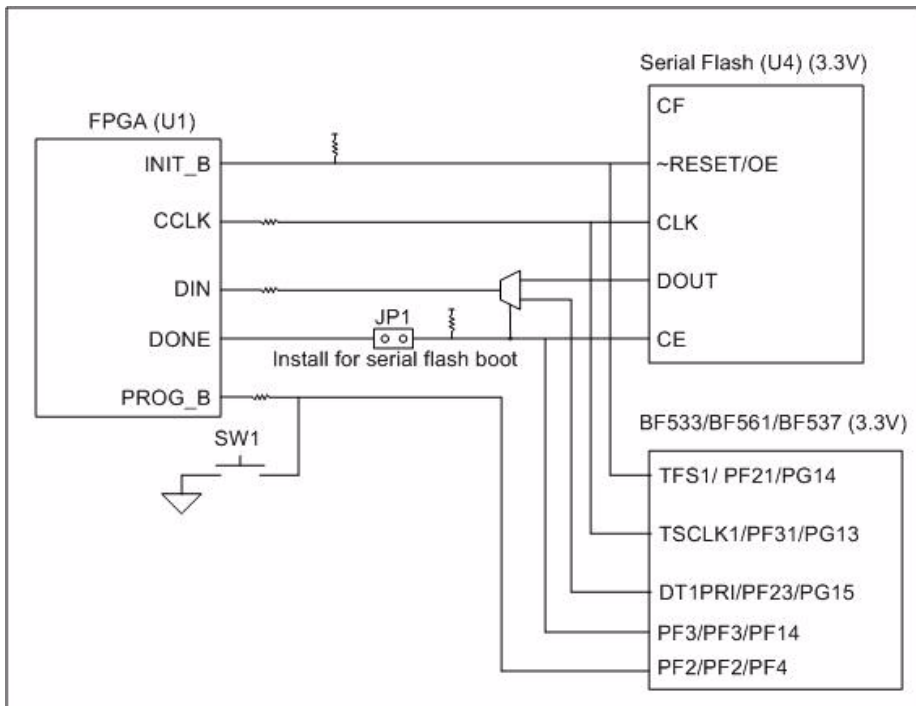 Serial Flash (U4) (3.3V)
CF
~RESET/OE
CLK
DOUT
CE
FPGA (U1)
INIT_B
CCLK
DIN
DONE
PROG_B
JP1
Install for serial flash boot
SW1
BF533/BF561/BF537 (3.3V)
TFS1/ PF21/PG14
TSCLK1/PF31/PG13
DT1PRI/PF23/PG15
PF3/PF3/PF14
PF2/PF2/PF4